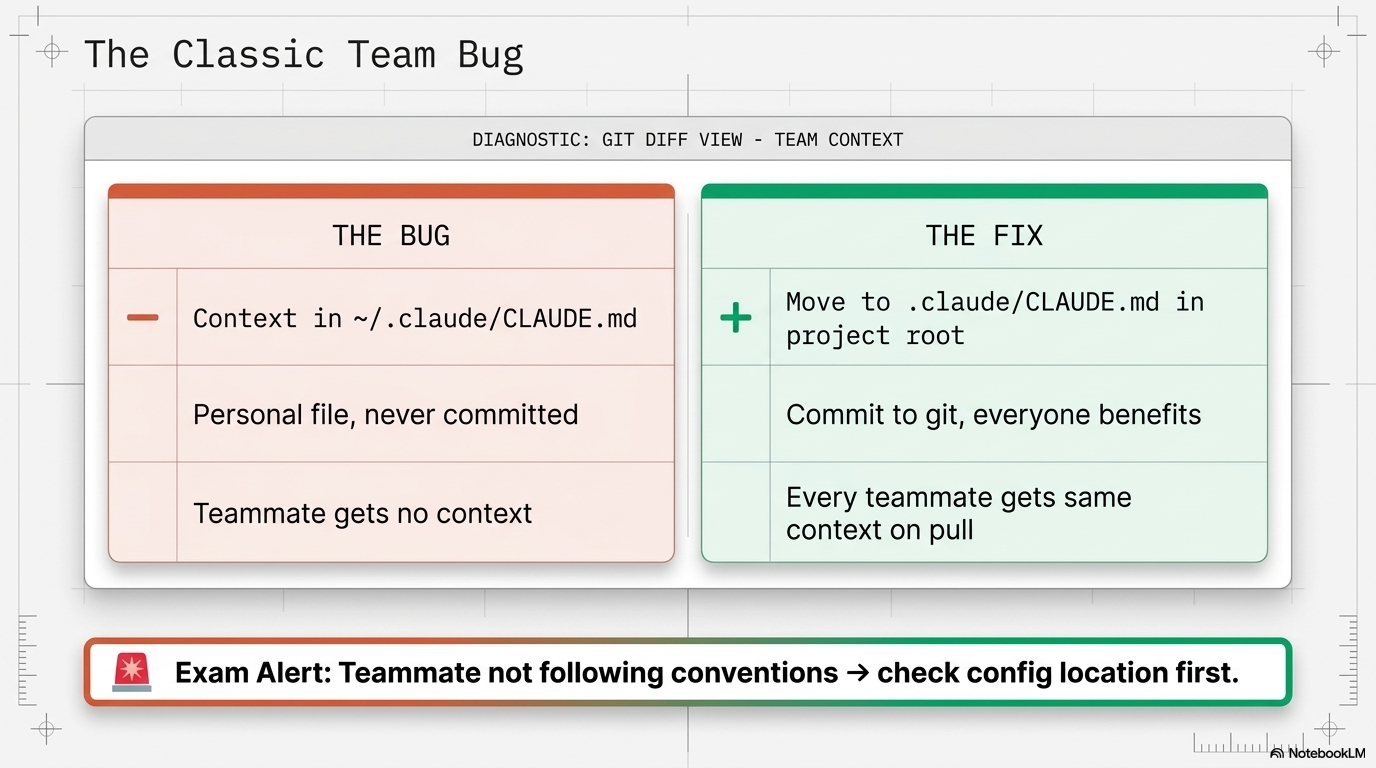 The Classic Team Bug
DIAGNOSTIC: GIT DIFF VIEW - TEAM CONTEXT
THE BUG
Context in ~/.claude/CLAUDE.md
Personal file, never committed
Teammate gets no context
THE FIX
Move to .claude/CLAUDE.md in
project root
Commit to git, everyone benefits
Every teammate gets same
context on pull
Exam Alert: Teammate not following conventions → check config location first.
NotebookLM